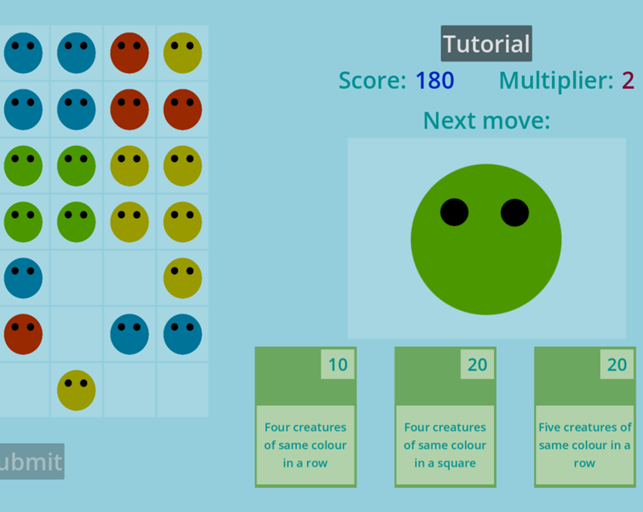 Tutorial
Score: 180 Multiplier: 2
Next move:
10
Four creatures
of same colour
in a row
20
Four creatures
of same colour
in a square
20
Five creatures of
same colour in a
row
ubmit